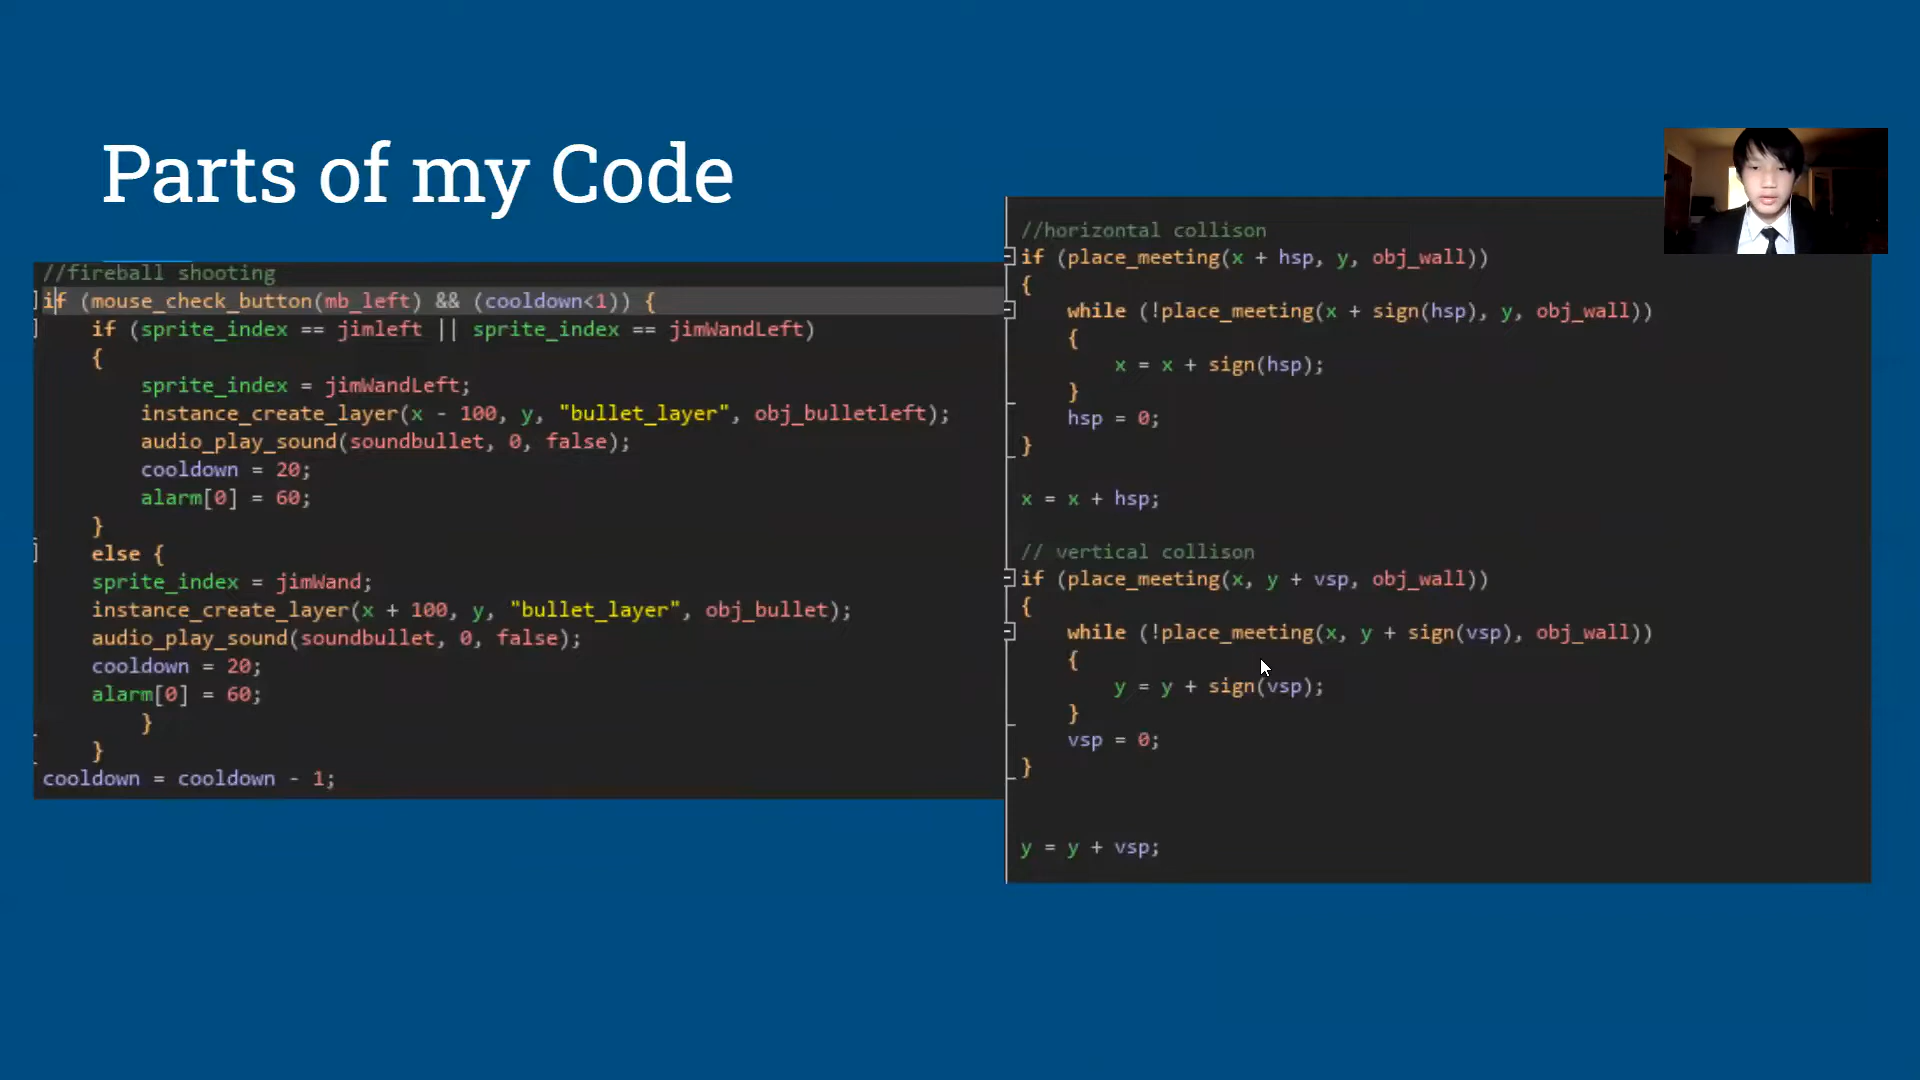 Parts of my Code
//fireball shooting
if (mouse_check_button(mb_left) && (cooldown<1)) {
if (sprite_index == jimleft || sprite_index == jimWandLeft)
{
sprite_index = jimWandLeft;
instance_create_layer(x - 100, y, "bullet_layer", obj_bulletleft);
audio_play_sound(soundbullet, 0, false);
cooldown = 20;
alarm[0] = 60;
}
else {
sprite_index = jimWand;
instance_create_layer(x + 100, y, "bullet_layer", obj_bullet);
audio_play_sound(soundbullet, 0, false);
cooldown = 20;
alarm[0] = 60;
}
}
cooldown = cooldown - 1;
//horizontal collison
if (place_meeting(x + hsp, y, obj_wall))
{
while (!place_meeting(x + sign(hsp), y, obj_wall))
{
x = x + sign(hsp);
}
hsp = 0;
}
x = x + hsp;
// vertical collison
if (place_meeting(x, y + vsp, obj_wall))
{
while (!place_meeting(x, y + sign(vsp), obj_wall))
{
y = y + sign(vsp);
}
vsp = 0;
}
y = y + vsp;